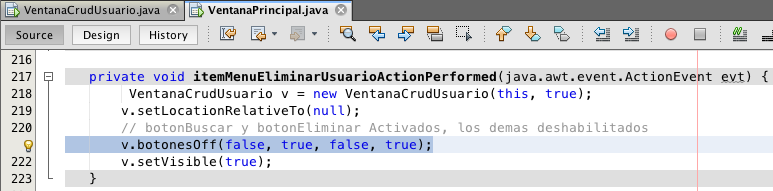 VentanaCrudUsuario.java VentanaPrincipal.java
Source Design History
216
217 private void itemMenuEliminarUsuarioActionPerformed(java.awt.event.ActionEvent evt) {
218 VentanaCrudUsuario v = new VentanaCrudUsuario(this, true);
219 v.setLocationRelativeTo(null);
220 // botonBuscar y botonEliminar Activados, los demas deshabilitados
v.botonesOff(false, true, false, true);
222 v.setVisible(true);
223 }